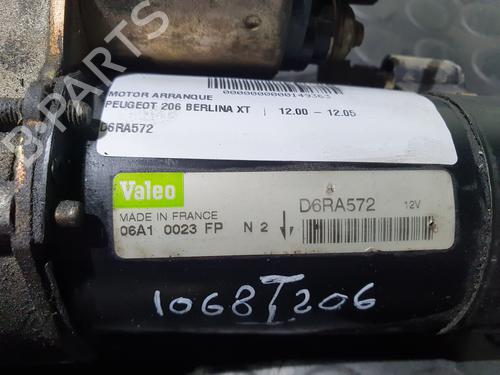 B-PARTS
MOTOR ARRANQUE
0000000000149363
PEUGEOT 206 BERLINA XT | 12.00 – 12.05
D6RA572
Valeo
MADE IN FRANCE
06A1 0023 FP N 2
D6RA572 12V
1068T206